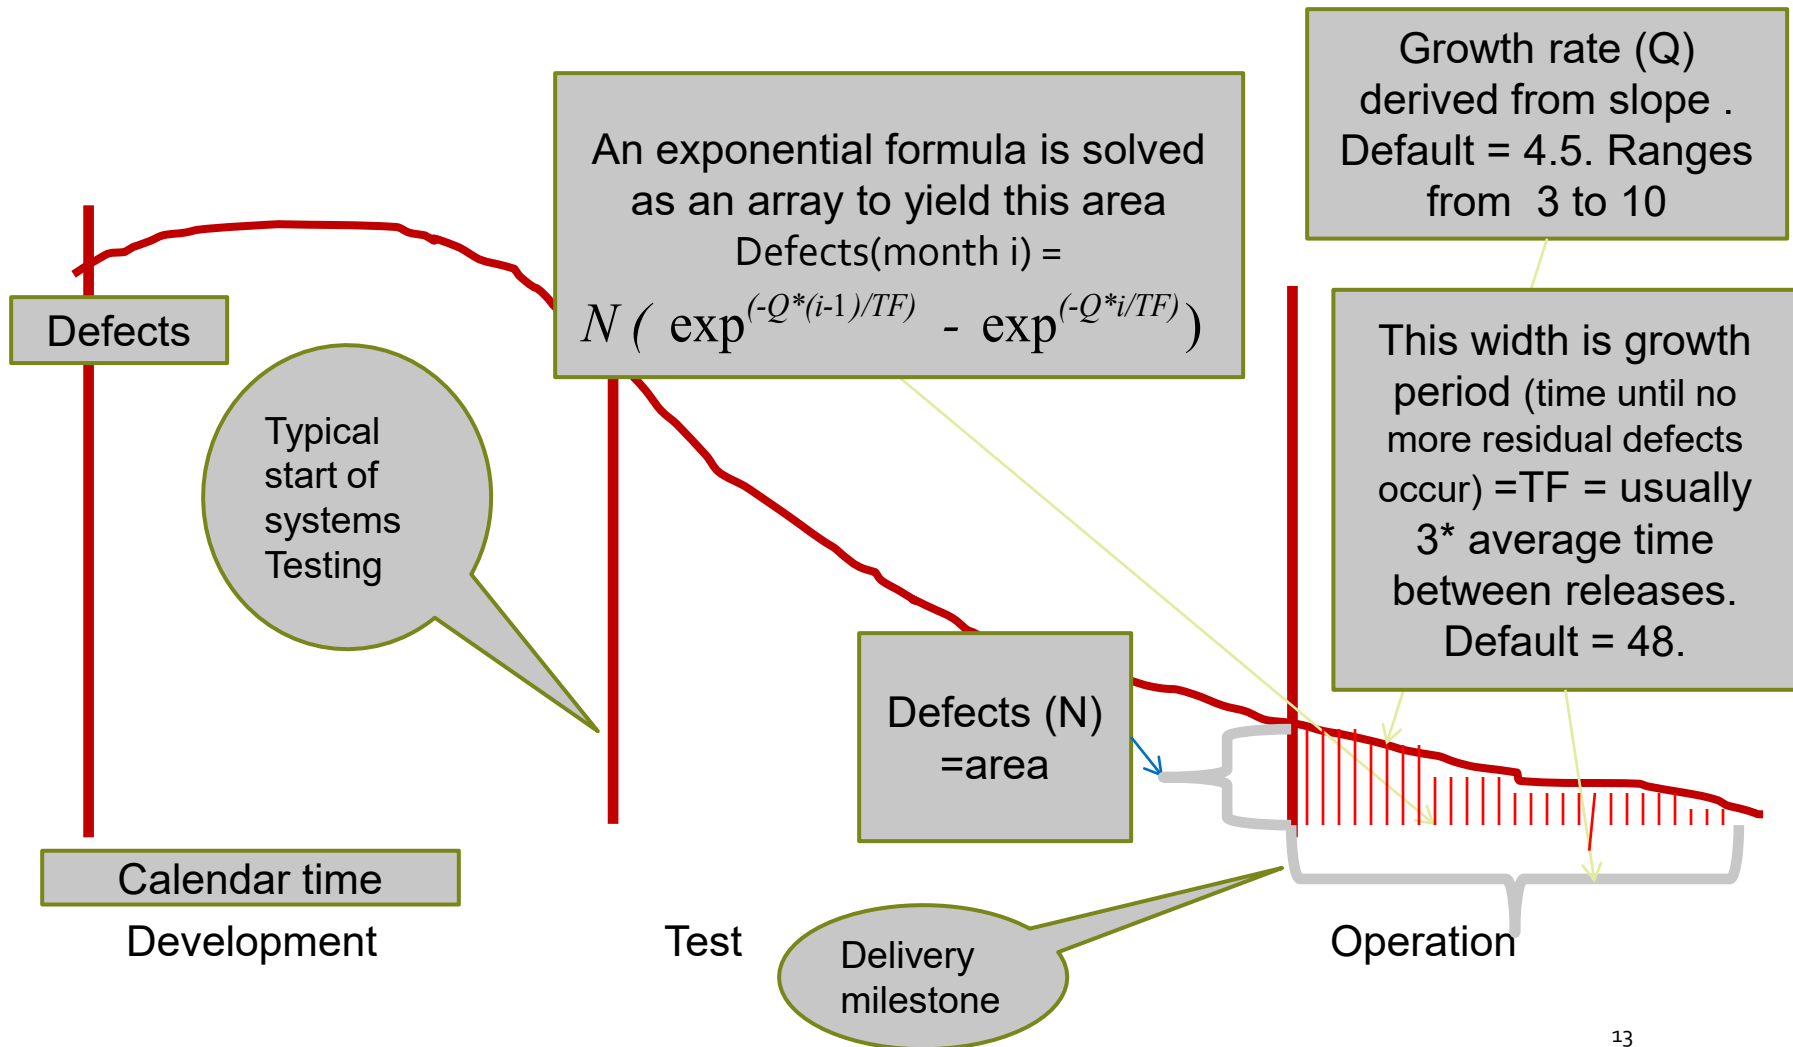 Growth rate (Q)
derived from slope .
Default = 4.5. Ranges
from 3 to 10
An exponential formula is solved
as an array to yield this area
Defects(month i) =
N ( exp^(-Q*(i-1)/TF) - exp^(-Q*i/TF) )
Defects
This width is growth
period (time until no
more residual defects
occur) =TF = usually
3* average time
between releases.
Default = 48.
Typical
start of
systems
Testing
Defects (N)
=area
Calendar time
Development
Test
Operation
Delivery
milestone
13